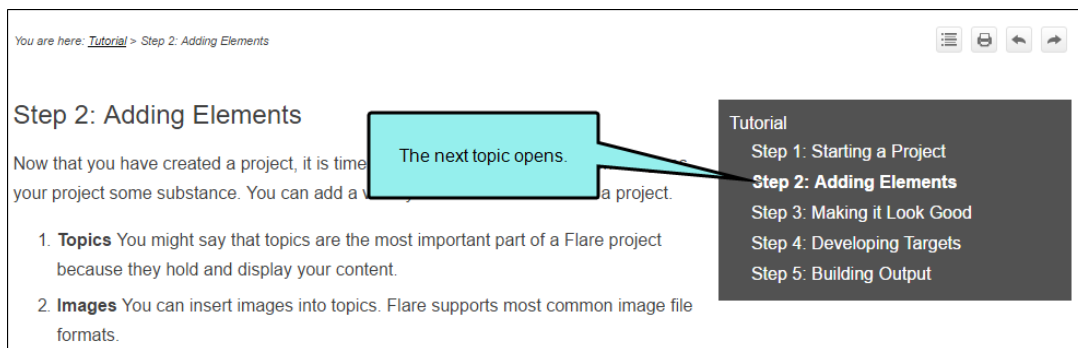 You are here: Tutorial > Step 2: Adding Elements
Step 2: Adding Elements
Now that you have created a project, it is time
your project some substance. You can add a a project.
1. Topics You might say that topics are the most important part of a Flare project
because they hold and display your content.
2. Images You can insert images into topics. Flare supports most common image file
formats.
The next topic opens.
Tutorial
Step 1: Starting a Project
Step 2: Adding Elements
Step 3: Making it Look Good
Step 4: Developing Targets
Step 5: Building Output